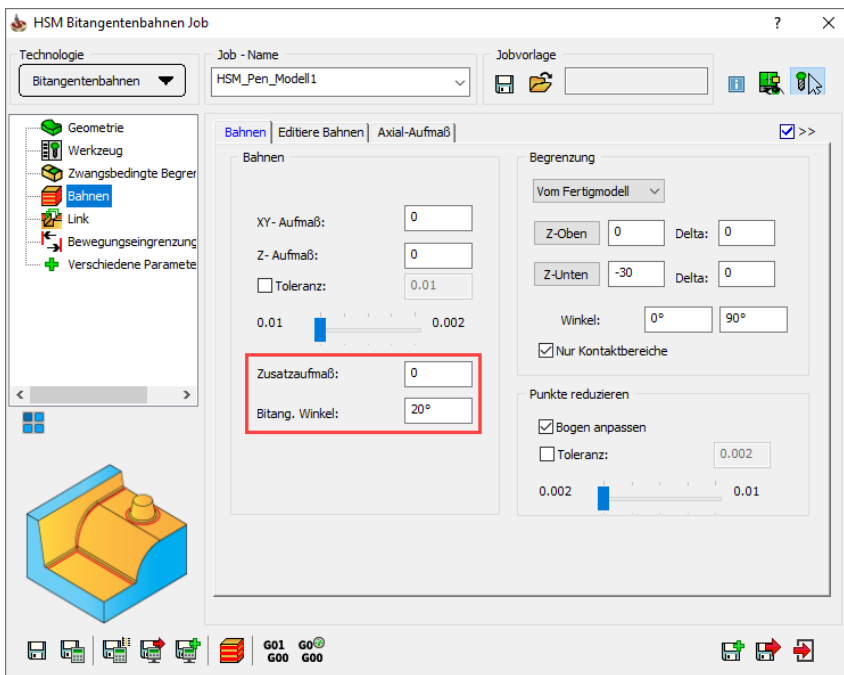 HSM Bitangentenbahnen Job
?
Technologie
Bitangentenbahnen
Job - Name
HSM_Pen_Modell1
Jobvorlage
Geometrie
Werkzeug
Zwangsbedingte Begrer
Bahnen
Link
Bewegungseingrenzung
Verschiedene Paramete
Bahnen
Editiere Bahnen
Axial-Aufmaß
>>
Bahnen
XY- Aufmaß: 0
Z- Aufmaß: 0
Toleranz: 0.01
0.01 0.002
Zusatzaufmaß: 0
Bitang. Winkel: 20°
Begrenzung
Vom Fertigmodell
Z-Oben 0 Delta: 0
Z-Unten -30 Delta: 0
Winkel: 0° 90°
Nur Kontaktbereiche
Punkte reduzieren
Bogen anpassen
Toleranz: 0.002
0.002 0.01
G01 G0
G00 G00